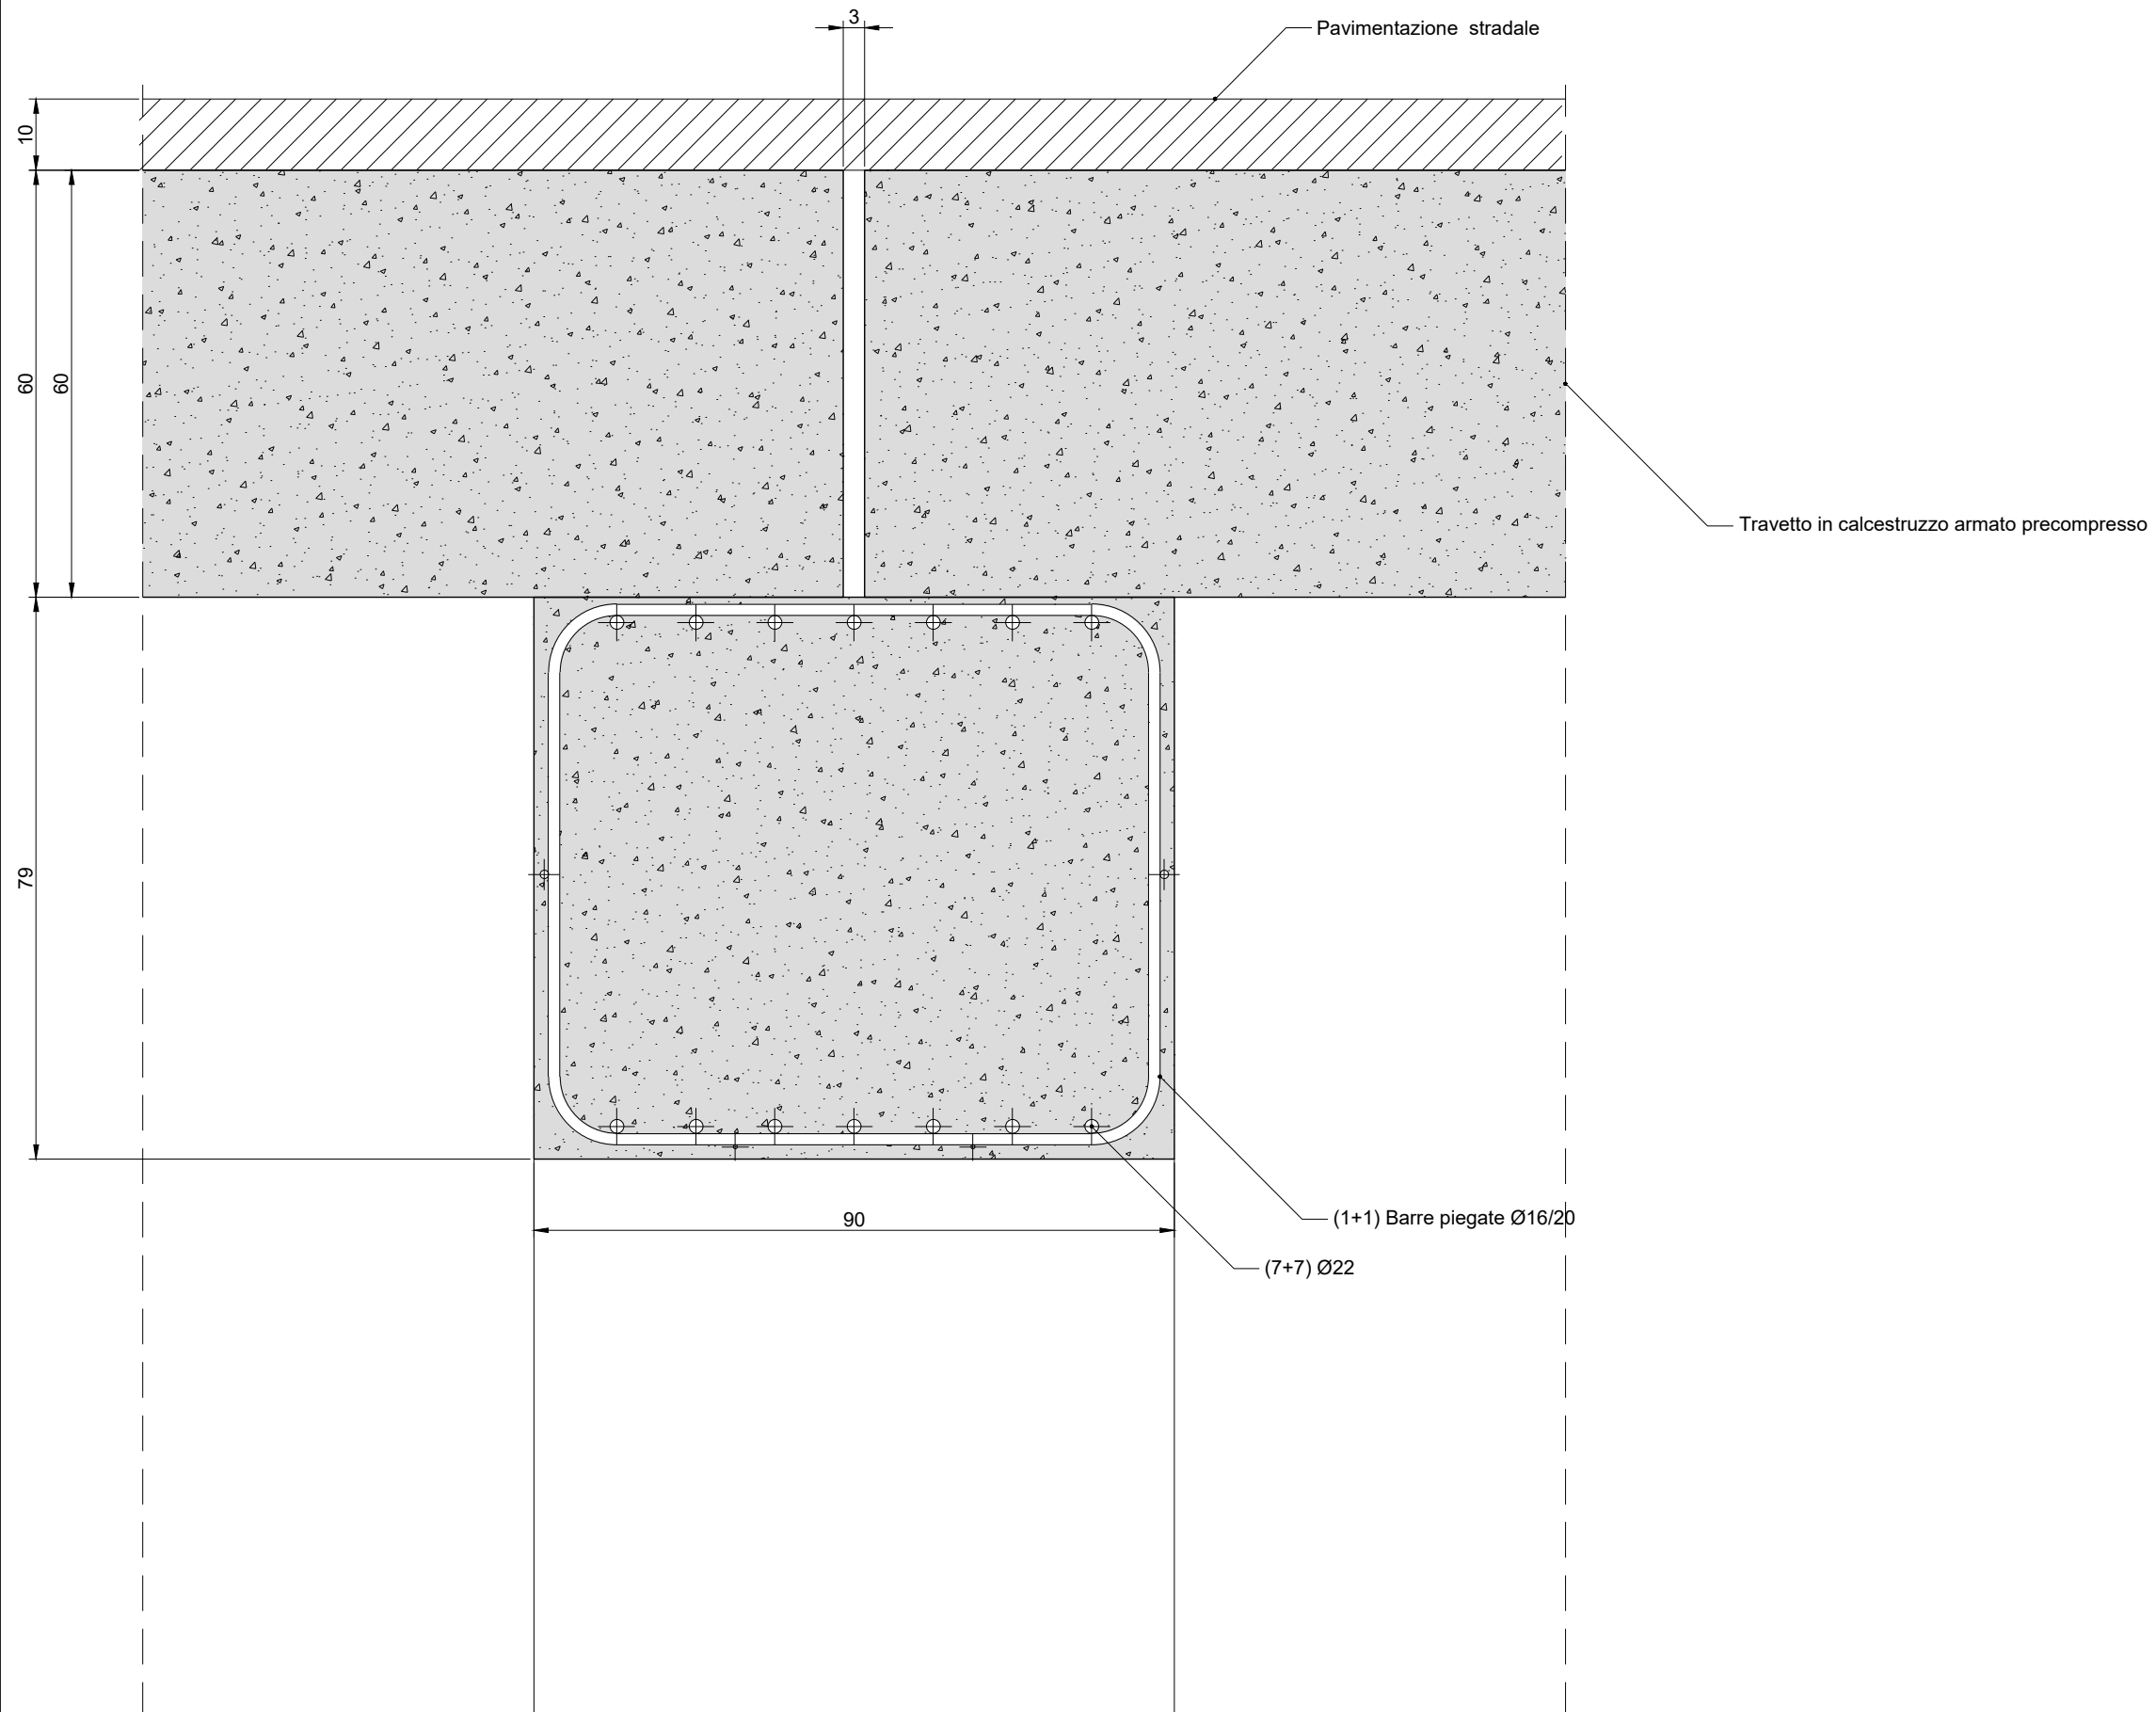 3
Pavimentazione  stradale
10
60
60
Travetto in calcestruzzo armato precompresso
79
(1+1) Barre piegate Ø16/20
90
(7+7) Ø22